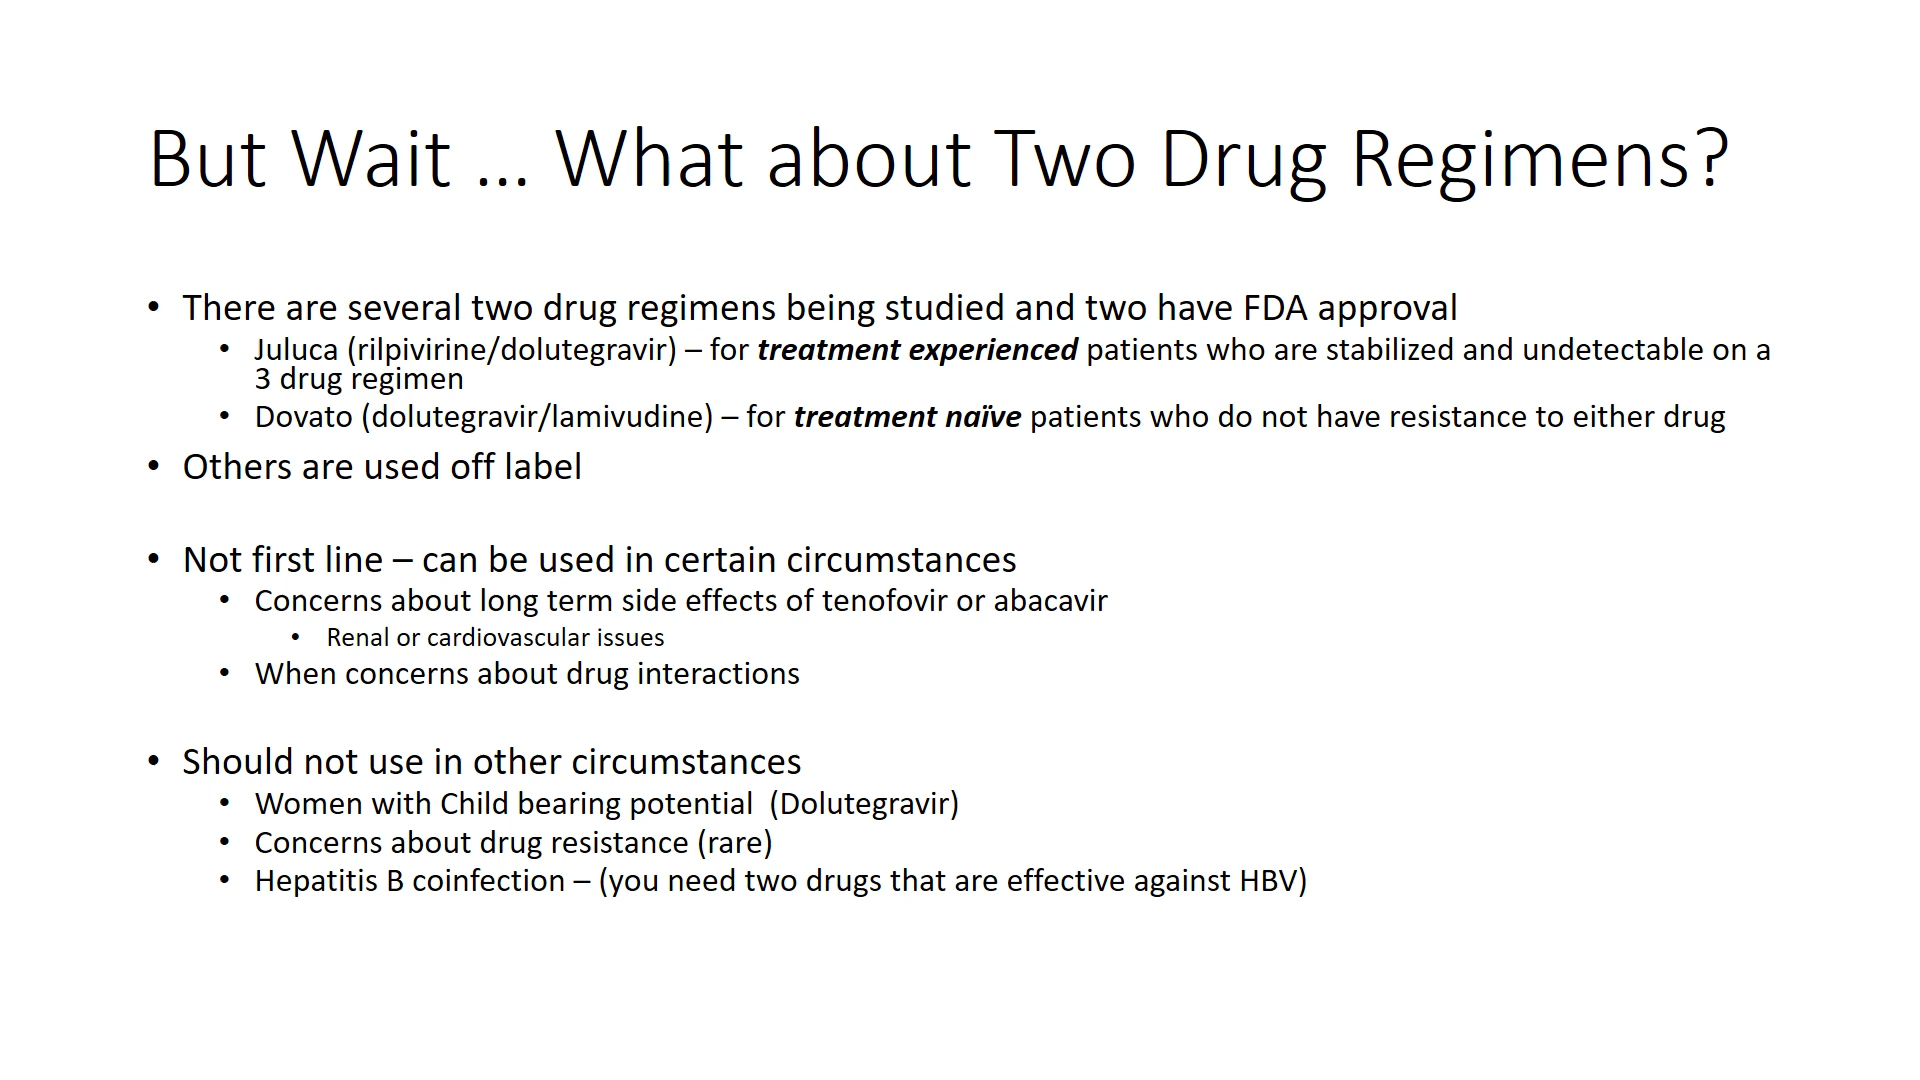 But Wait … What about Two Drug Regimens?
• There are several two drug regimens being studied and two have FDA approval
• Juluca (rilpivirine/dolutegravir) – for treatment experienced patients who are stabilized and undetectable on a
3 drug regimen
• Dovato (dolutegravir/lamivudine) – for treatment naïve patients who do not have resistance to either drug
• Others are used off label
• Not first line – can be used in certain circumstances
• Concerns about long term side effects of tenofovir or abacavir
• Renal or cardiovascular issues
• When concerns about drug interactions
• Should not use in other circumstances
• Women with Child bearing potential  (Dolutegravir)
• Concerns about drug resistance (rare)
• Hepatitis B coinfection – (you need two drugs that are effective against HBV)